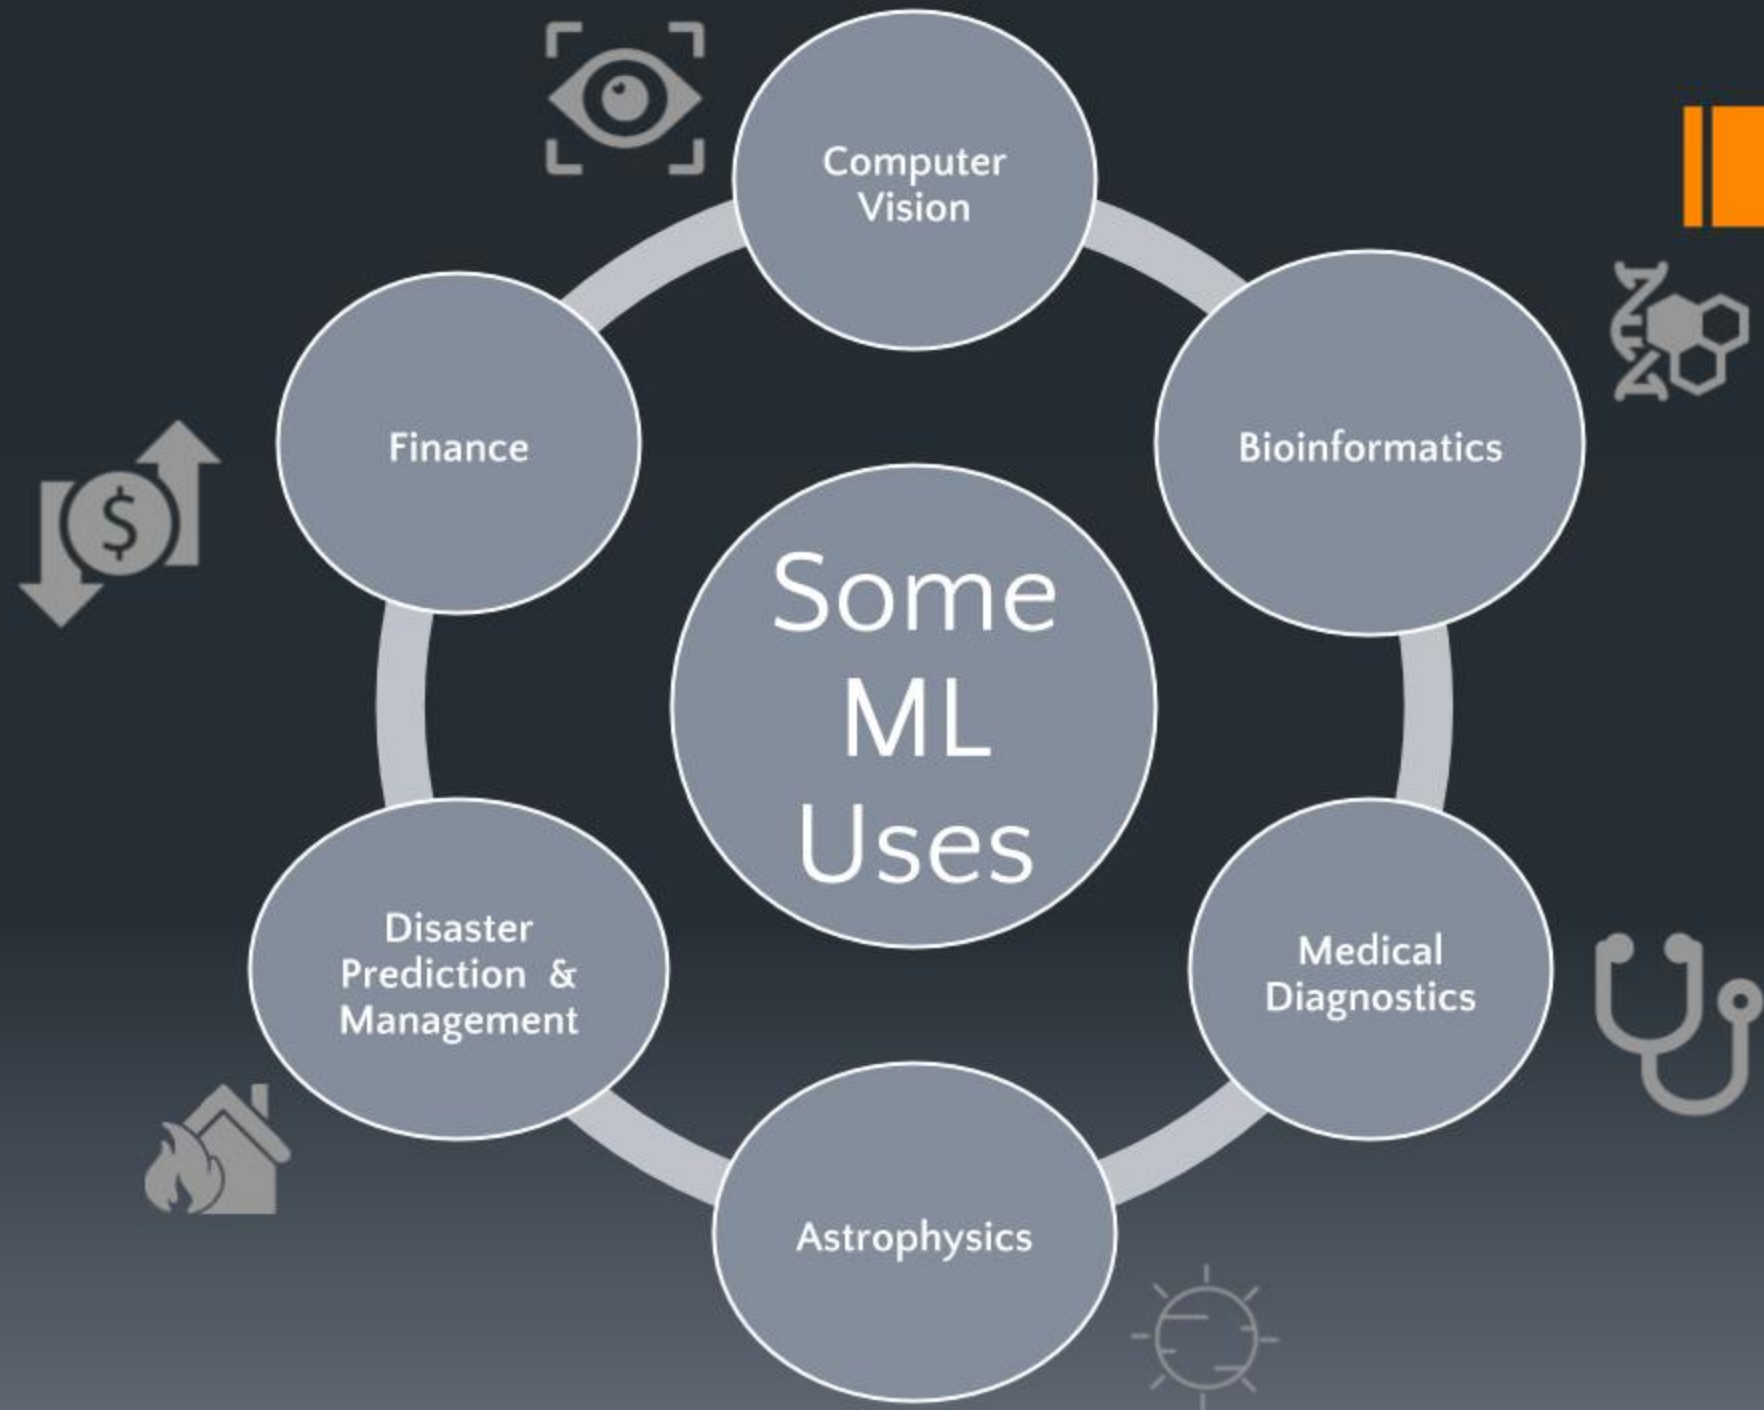 Computer
Vision
Bioinformatics
Medical
Diagnostics
Astrophysics
Disaster
Prediction & 
Management
Finance
Some
ML
Uses
$